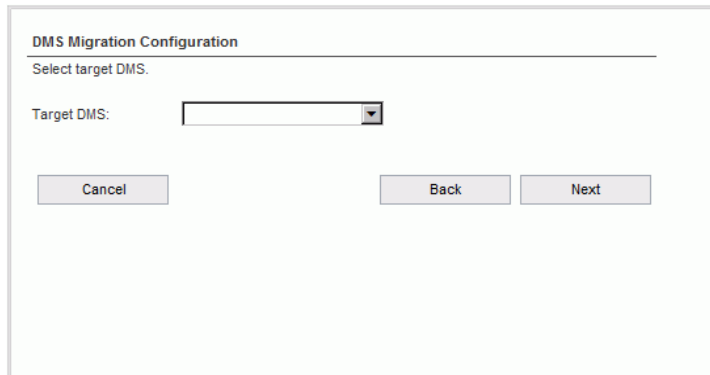 DMS Migration Configuration
Select target DMS.
Target DMS:
Cancel Back Next